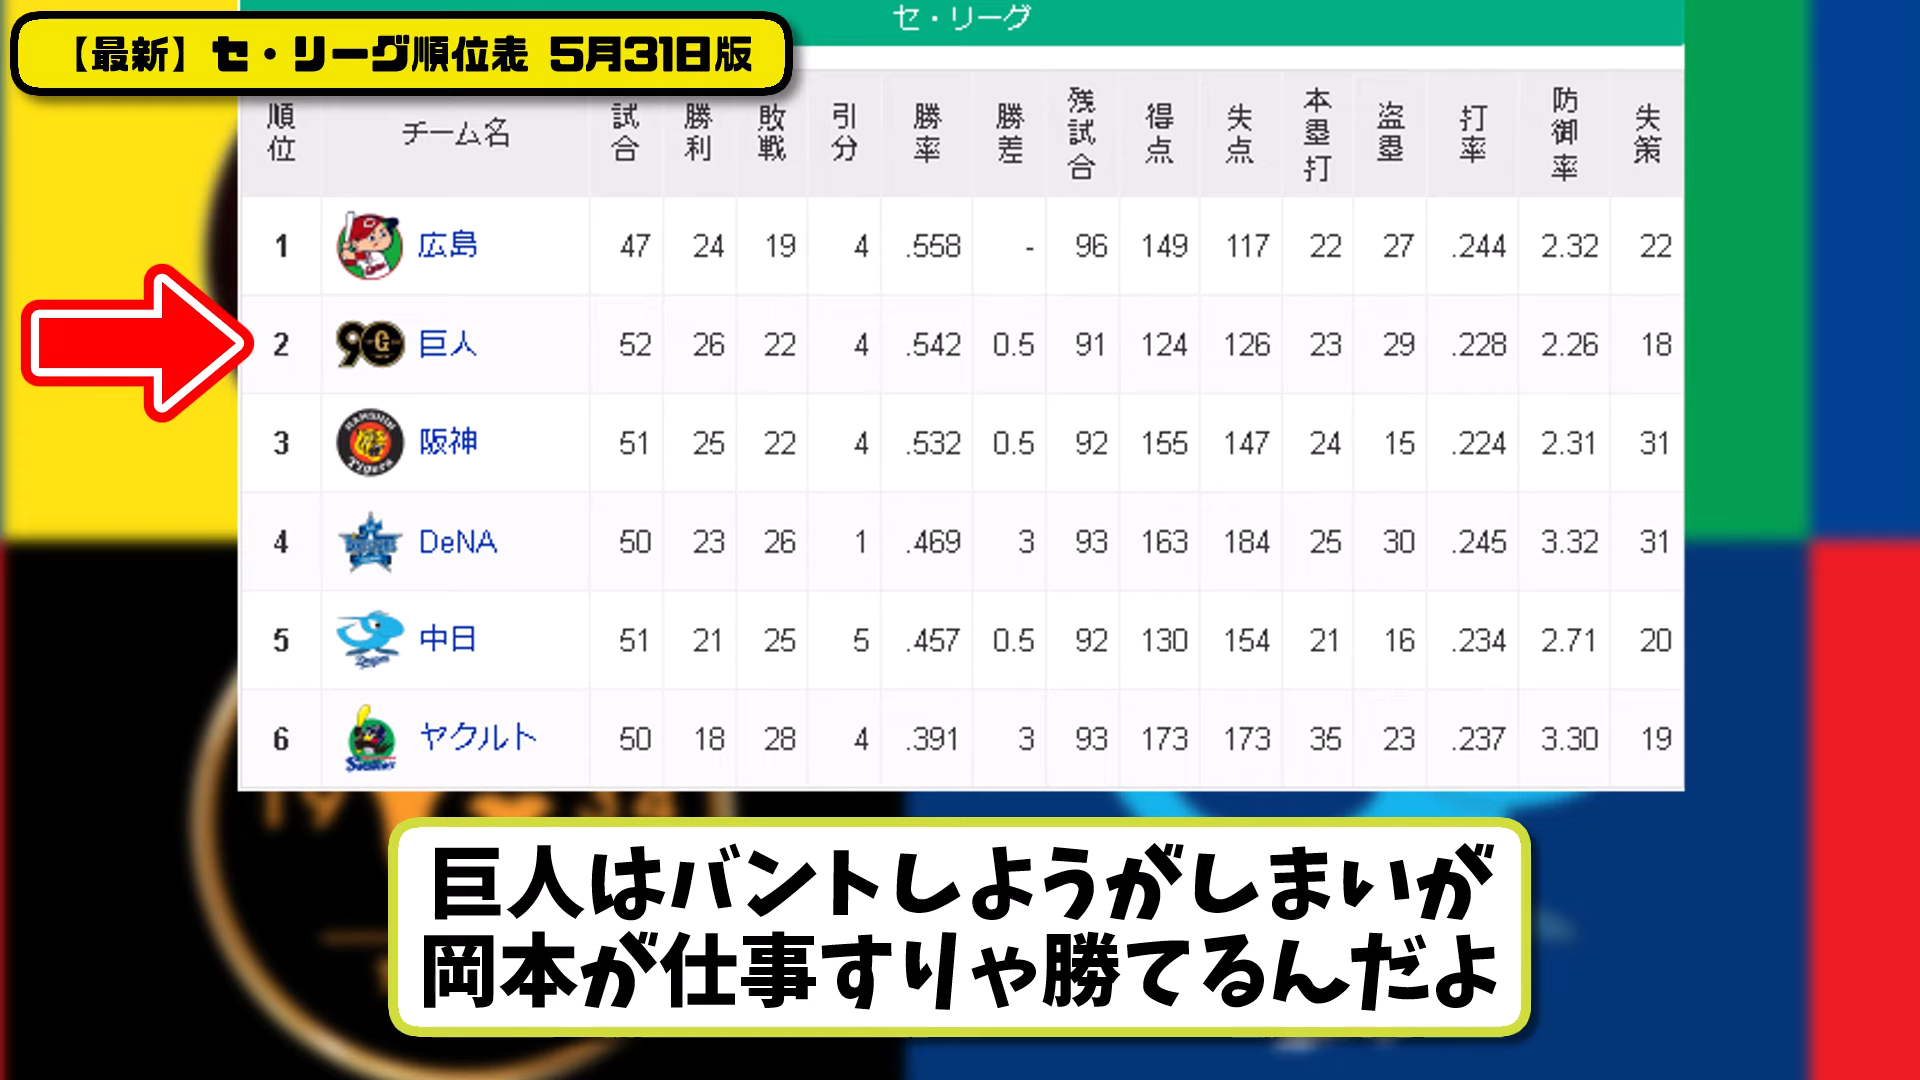 セ・リーグ
【最新】セ・リーグ順位表 5月31日版
順位 チーム名 試合 勝利 敗戦 引分 勝率 勝差 残試合 得点 失点 本塁打 盗塁 打率 防御率 失策
1 広島 47 24 19 4 .558 - 96 149 117 22 27 .244 2.32 22
2 90 G 巨人 52 26 22 4 .542 0.5 91 124 126 23 29 .228 2.26 18
3 HANSHIN Tigers 阪神 51 25 22 4 .532 0.5 92 155 147 24 15 .224 2.31 31
4 DeNA 50 23 26 1 .469 3 93 163 184 25 30 .245 3.32 31
5 中日 51 21 25 5 .457 0.5 92 130 154 21 16 .234 2.71 20
6 ヤクルト 50 18 28 4 .391 3 93 173 173 35 23 .237 3.30 19
巨人はバントしようがしまいが
岡本が仕事すりゃ勝てるんだよ